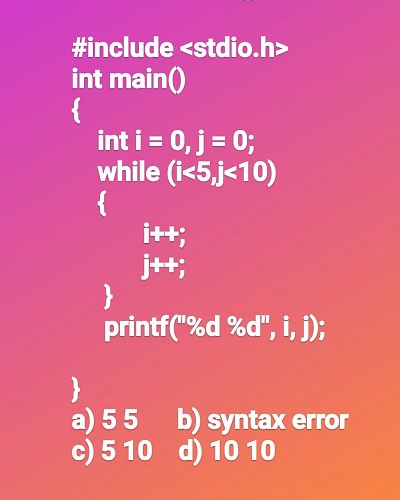 #include <stdio.h>
int main()
{
int i = 0, j = 0;
while (i<5,j<10)
{
i++;
j++;
}
printf("%d %d", i, j);
}
a) 5 5 b) syntax error
c) 5 10 d) 10 10